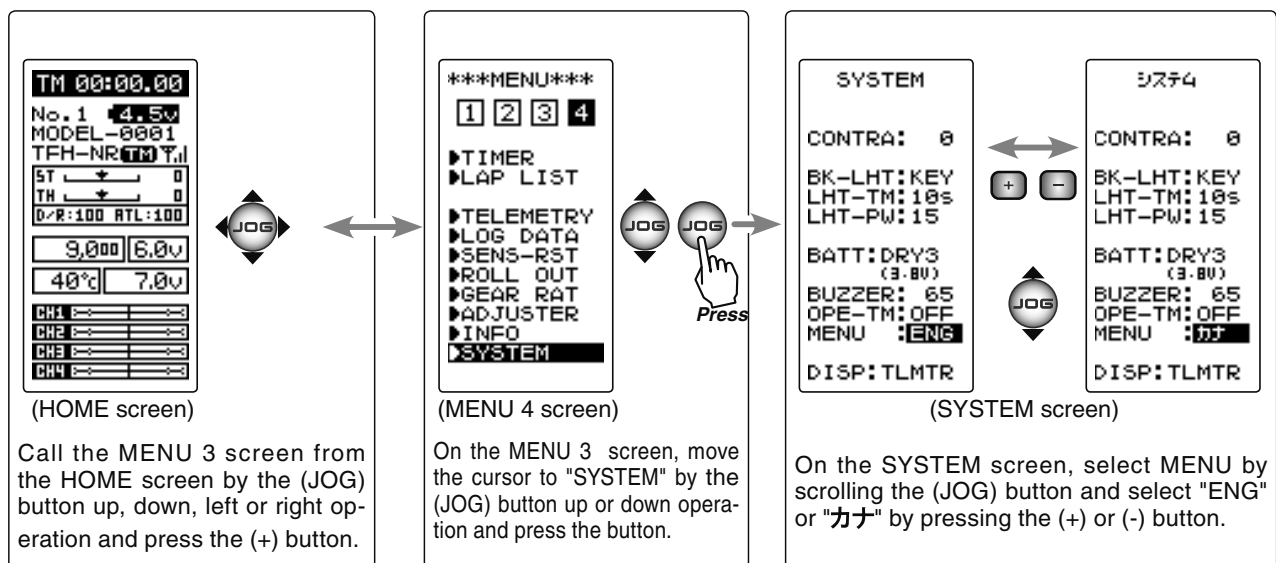 TM 00:00.00
No.1 4.5v
MODEL-0001
TFH-NR TM
ST 0
TH 0
D/R:100 ATL:100
9,000 6.0v
40℃ 7.0v
CH1
CH2
CH3
CH4
JOG
(HOME screen)
Call the MENU 3 screen from
the HOME screen by the (JOG)
button up, down, left or right op-
eration and press the (+) button.
***MENU***
1 2 3 4
TIMER
LAP LIST
TELEMETRY
LOG DATA
SENS-RST
ROLL OUT
GEAR RAT
ADJUSTER
INFO
SYSTEM
JOG JOG
Press
(MENU 4 screen)
On the MENU 3 screen, move
the cursor to "SYSTEM" by the
(JOG) button up or down opera-
tion and press the button.
SYSTEM
CONTRA: 0
BK-LHT:KEY
LHT-TM:10s
LHT-PW:15
BATT:DRY3
(3.8V)
BUZZER: 65
OPE-TM:OFF
MENU :ENG
DISP:TLMTR
+ -
JOG
システム
CONTRA: 0
BK-LHT:KEY
LHT-TM:10s
LHT-PW:15
BATT:DRY3
(3.8V)
BUZZER: 65
OPE-TM:OFF
MENU :カナ
DISP:TLMTR
(SYSTEM screen)
On the SYSTEM screen, select MENU by
scrolling the (JOG) button and select "ENG"
or "カナ" by pressing the (+) or (-) button.